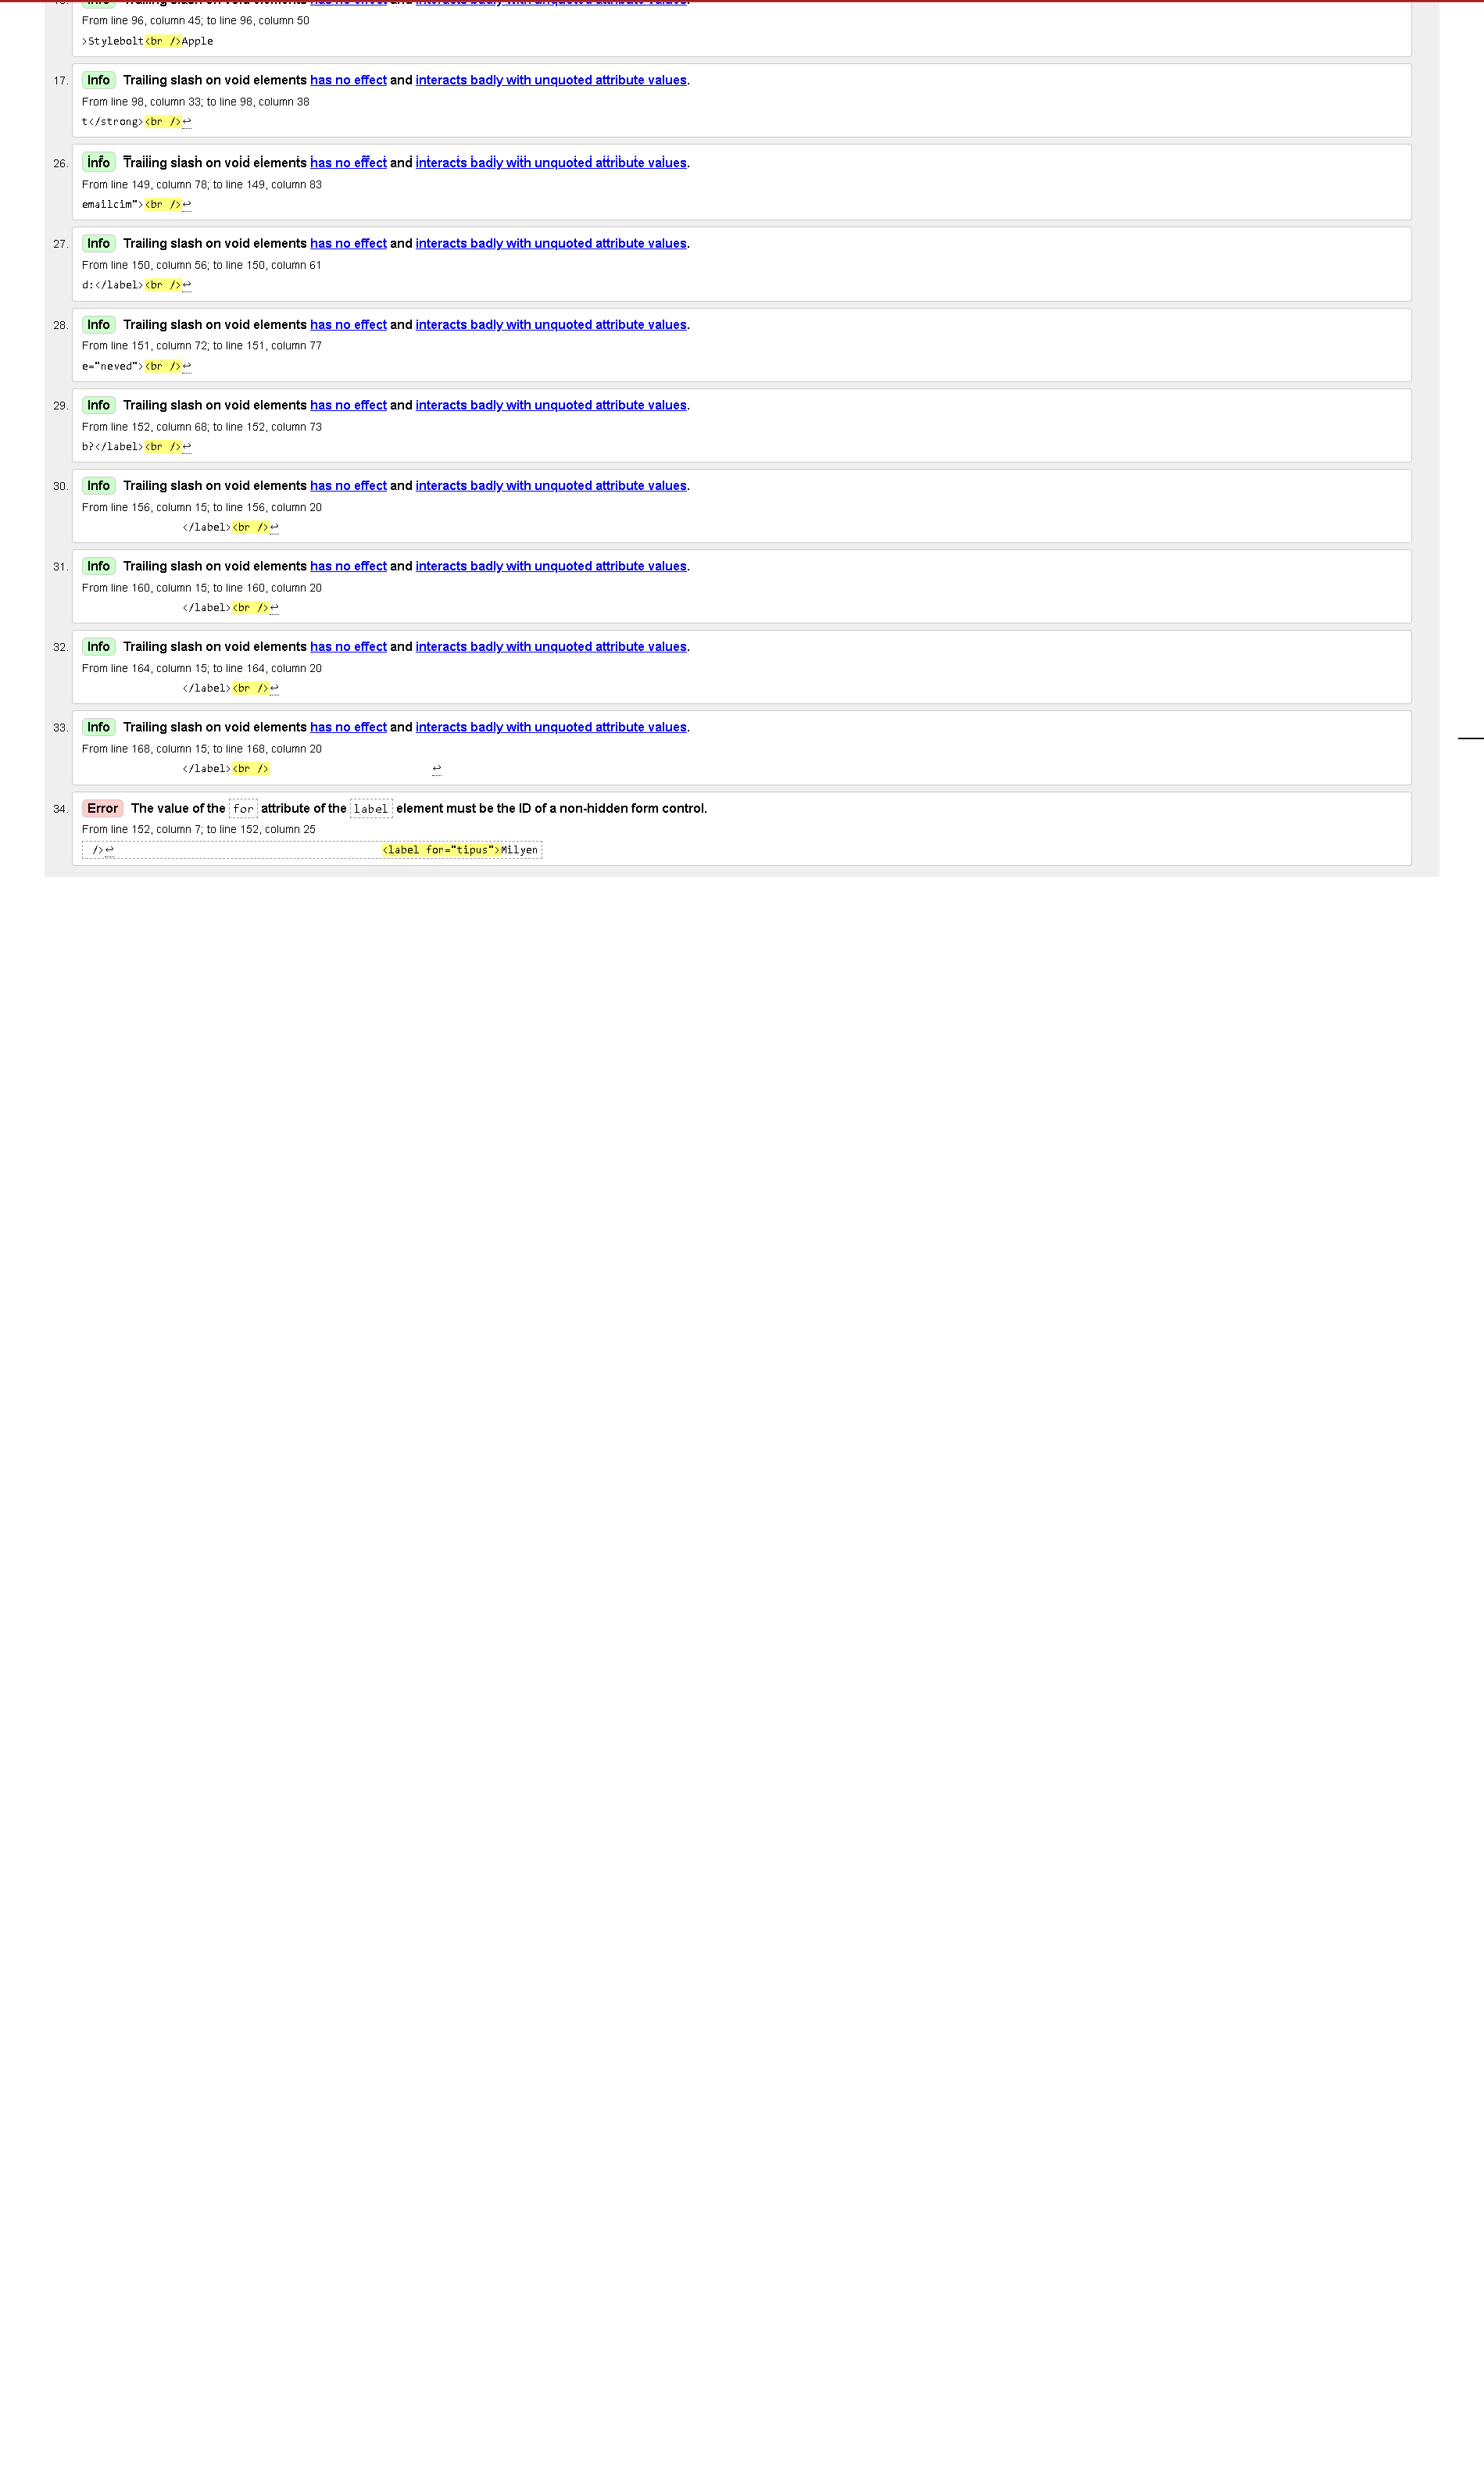 From line 96, column 45; to line 96, column 50
>Stylebolt<br />Apple
17. Info Trailing slash on void elements has no effect and interacts badly with unquoted attribute values.
From line 98, column 33; to line 98, column 38
t</strong><br />↩
26. Info Trailing slash on void elements has no effect and interacts badly with unquoted attribute values.
From line 149, column 78; to line 149, column 83
emailcim"><br />↩
27. Info Trailing slash on void elements has no effect and interacts badly with unquoted attribute values.
From line 150, column 56; to line 150, column 61
d:</label><br />↩
28. Info Trailing slash on void elements has no effect and interacts badly with unquoted attribute values.
From line 151, column 72; to line 151, column 77
e="neved"><br />↩
29. Info Trailing slash on void elements has no effect and interacts badly with unquoted attribute values.
From line 152, column 68; to line 152, column 73
b?</label><br />↩
30. Info Trailing slash on void elements has no effect and interacts badly with unquoted attribute values.
From line 156, column 15; to line 156, column 20
</label><br />↩
31. Info Trailing slash on void elements has no effect and interacts badly with unquoted attribute values.
From line 160, column 15; to line 160, column 20
</label><br />↩
32. Info Trailing slash on void elements has no effect and interacts badly with unquoted attribute values.
From line 164, column 15; to line 164, column 20
</label><br />↩
33. Info Trailing slash on void elements has no effect and interacts badly with unquoted attribute values.
From line 168, column 15; to line 168, column 20
</label><br /> ↩
34. Error The value of the for attribute of the label element must be the ID of a non-hidden form control.
From line 152, column 7; to line 152, column 25
/>↩ <label for="tipus">Milyen